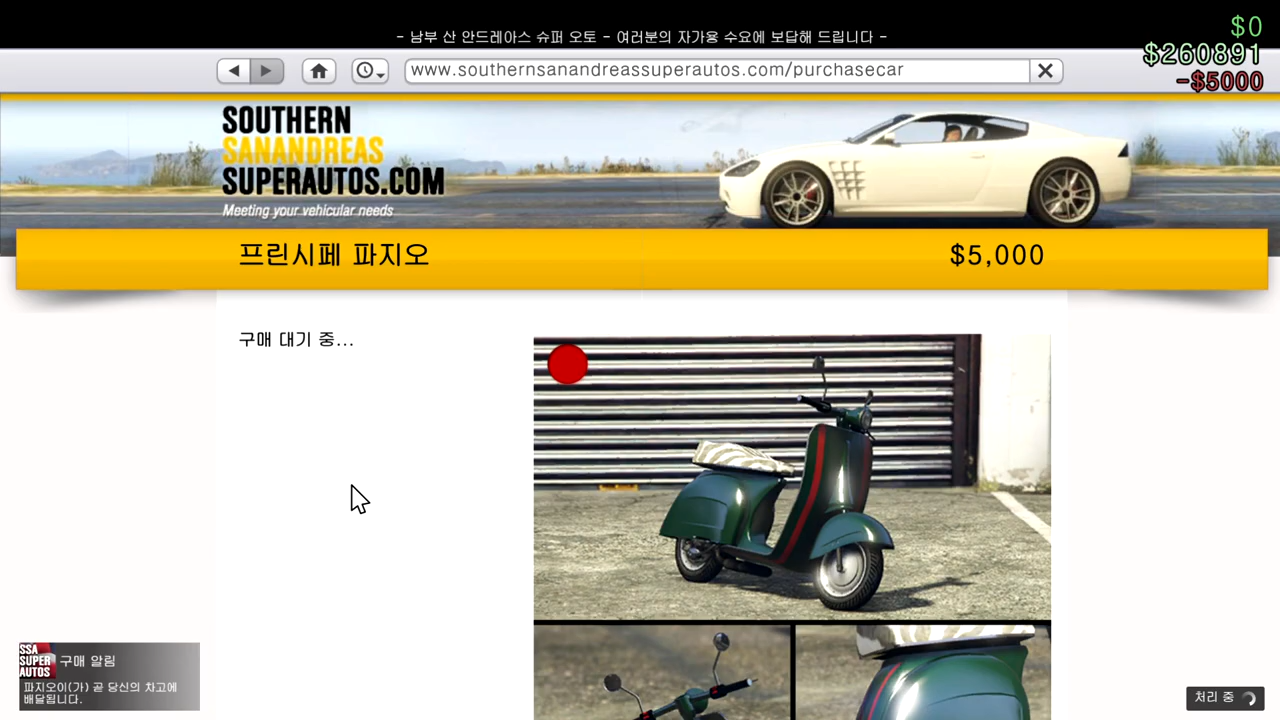 - 남부 산 안드레아스 슈퍼 오토 - 여러분의 자가용 수요에 보답해 드립니다 -
$0
$260891
-$5000
www.southernsanandreassuperautos.com/purchasecar
SOUTHERN
SANANDREAS
SUPERAUTOS.COM
Meeting your vehicular needs
프린시페 파지오
$5,000
구매 대기 중...
SSA
SUPER
AUTOS
구매 알림
파지오이(가) 곧 당신의 차고에
배달됩니다.
처리 중